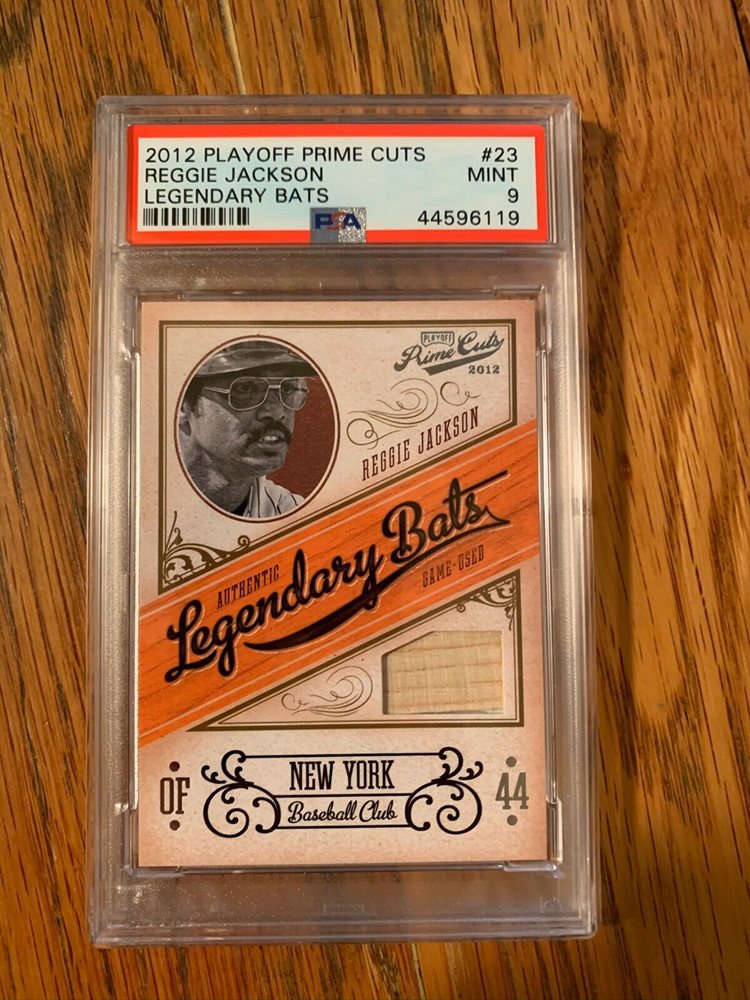 2012 PLAYOFF PRIME CUTS #23
REGGIE JACKSON MINT
LEGENDARY BATS 9
PSA 44596119
PLAYOFF
Prime Cuts
2012
REGGIE JACKSON
AUTHENTIC
Legendary Bats
GAME-USED
OF
NEW YORK
Baseball Club
44